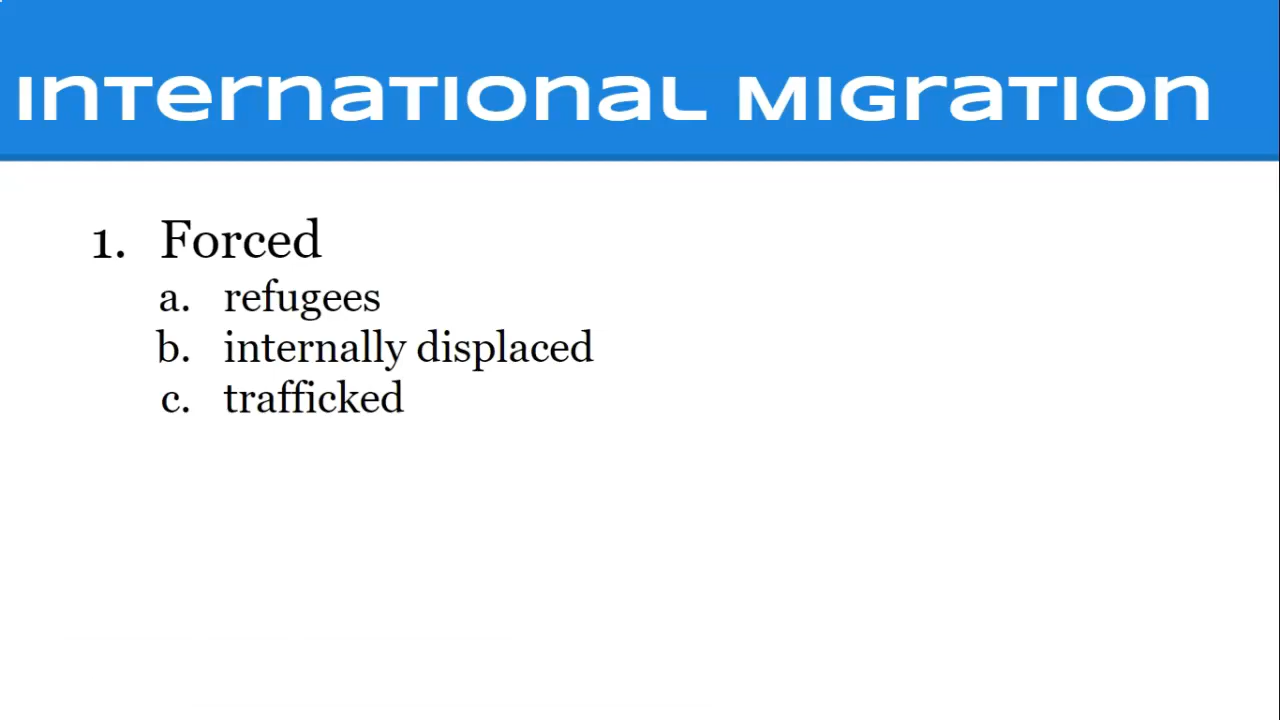 International Migration
1. Forced
a. refugees
b. internally displaced
c. trafficked